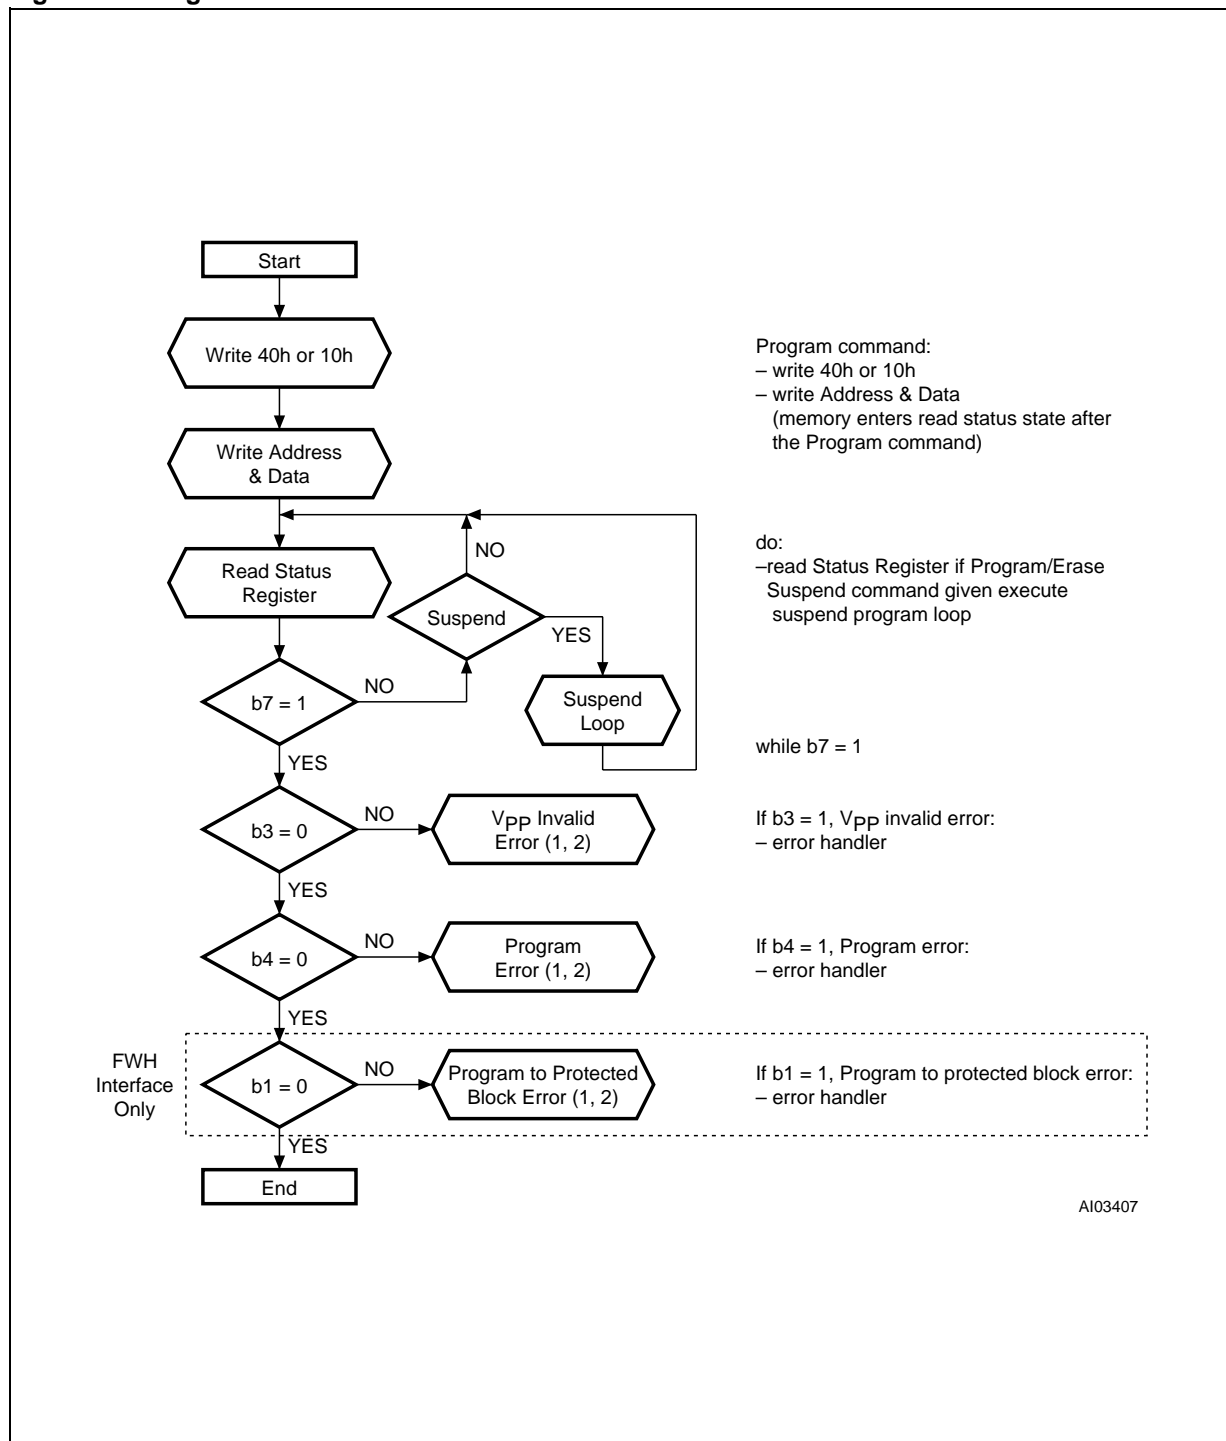 Start
Write 40h or 10h
Program command:
– write 40h or 10h
– write Address & Data
(memory enters read status state after
the Program command)
Write Address
& Data
NO
do:
–read Status Register if Program/Erase
Suspend command given execute
suspend program loop
Read Status
Register
Suspend
YES
b7 = 1
NO
Suspend
Loop
while b7 = 1
YES
b3 = 0
NO
VPP Invalid
Error (1, 2)
If b3 = 1, VPP invalid error:
– error handler
YES
b4 = 0
NO
Program
Error (1, 2)
If b4 = 1, Program error:
– error handler
YES
FWH
Interface
Only
b1 = 0
NO
Program to Protected
Block Error (1, 2)
If b1 = 1, Program to protected block error:
– error handler
YES
End
AI03407